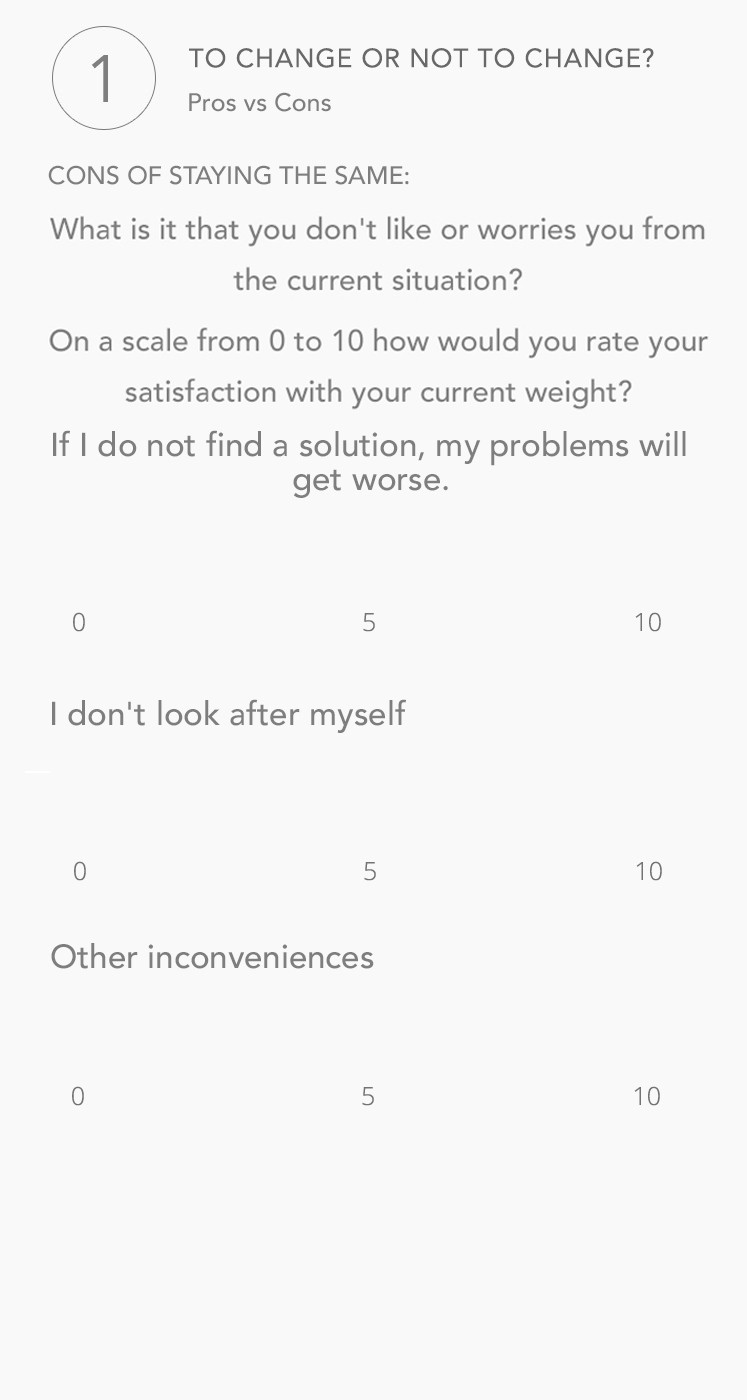 1
TO CHANGE OR NOT TO CHANGE?
Pros vs Cons
CONS OF STAYING THE SAME:
What is it that you don't like or worries you from
the current situation?
On a scale from 0 to 10 how would you rate your
satisfaction with your current weight?
If I do not find a solution, my problems will
get worse.
0 5 10
I don't look after myself
0 5 10
Other inconveniences
0 5 10